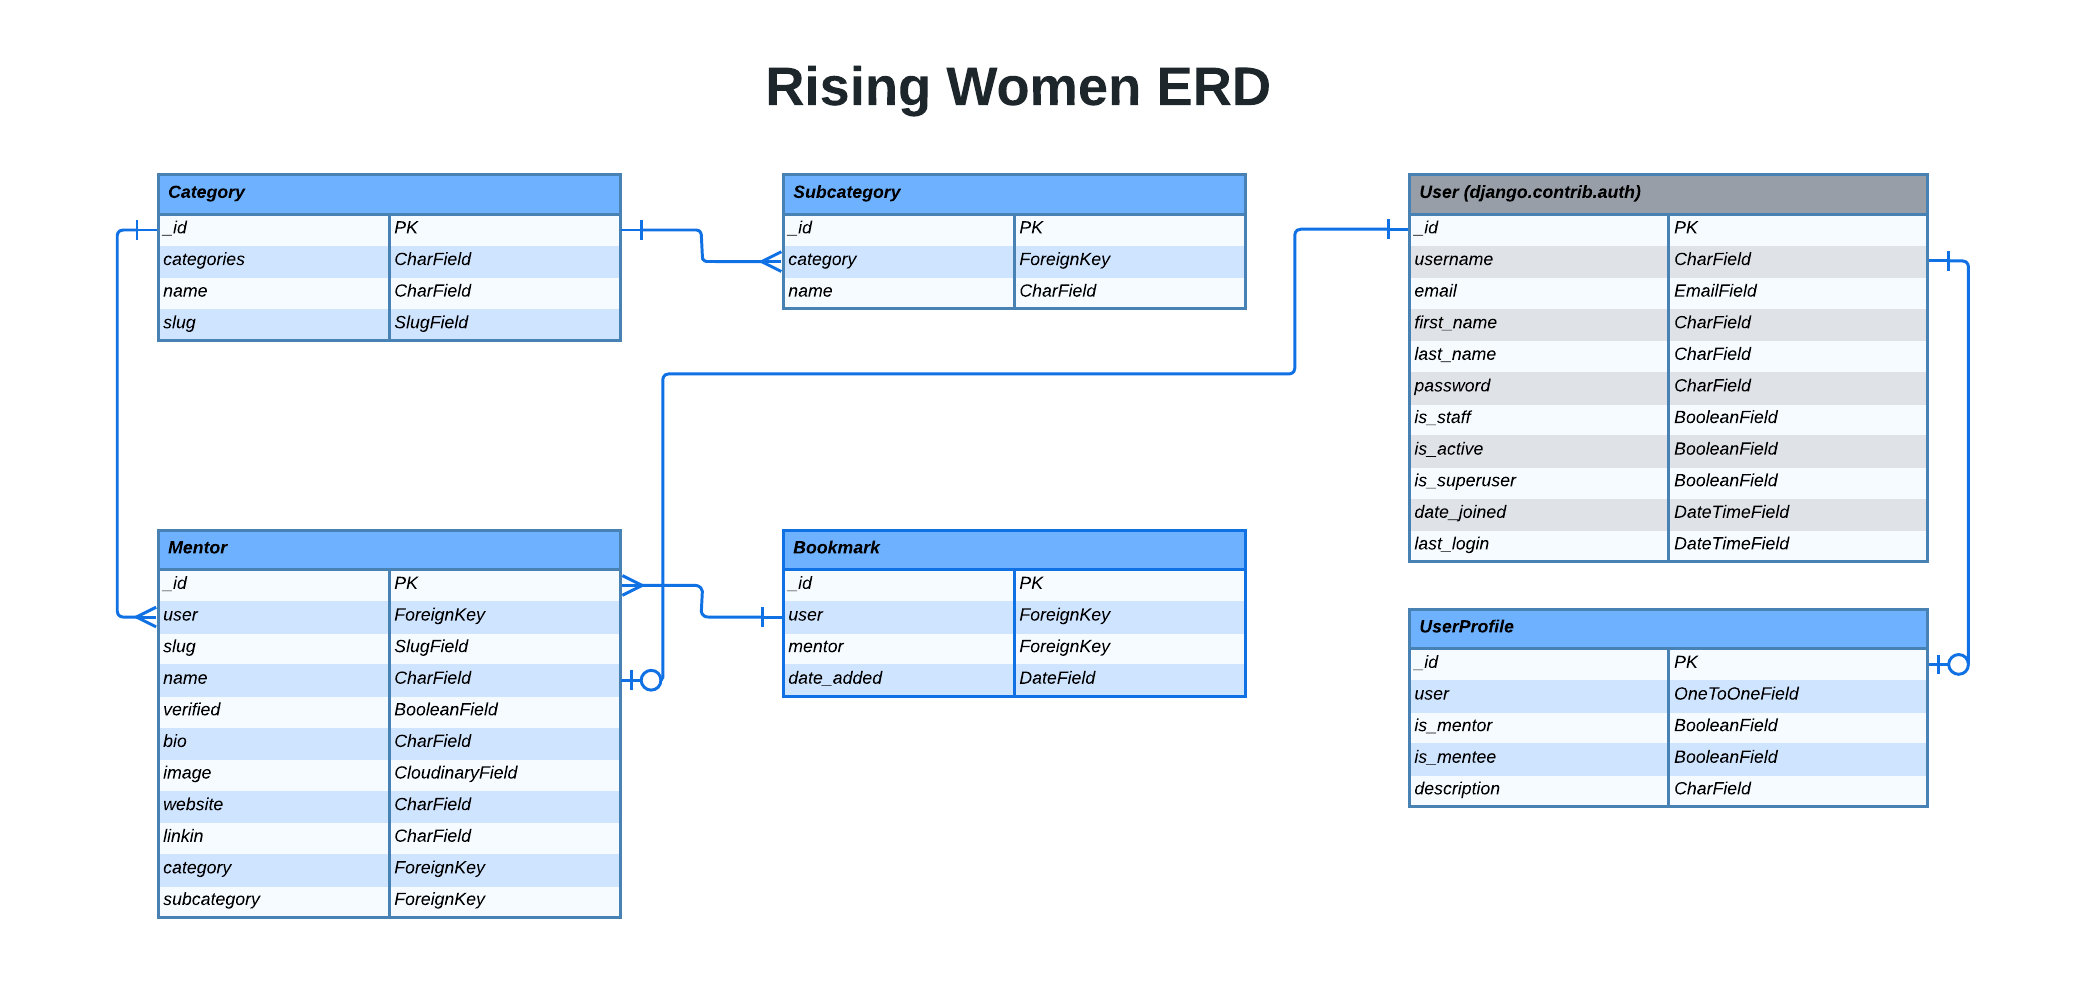 Rising Women ERD
Category
_id PK
categories CharField
name CharField
slug SlugField
Subcategory
_id PK
category ForeignKey
name CharField
User (django.contrib.auth)
_id PK
username CharField
email EmailField
first_name CharField
last_name CharField
password CharField
is_staff BooleanField
is_active BooleanField
is_superuser BooleanField
date_joined DateTimeField
last_login DateTimeField
Mentor
_id PK
user ForeignKey
slug SlugField
name CharField
verified BooleanField
bio CharField
image CloudinaryField
website CharField
linkin CharField
category ForeignKey
subcategory ForeignKey
Bookmark
_id PK
user ForeignKey
mentor ForeignKey
date_added DateField
UserProfile
_id PK
user OneToOneField
is_mentor BooleanField
is_mentee BooleanField
description CharField